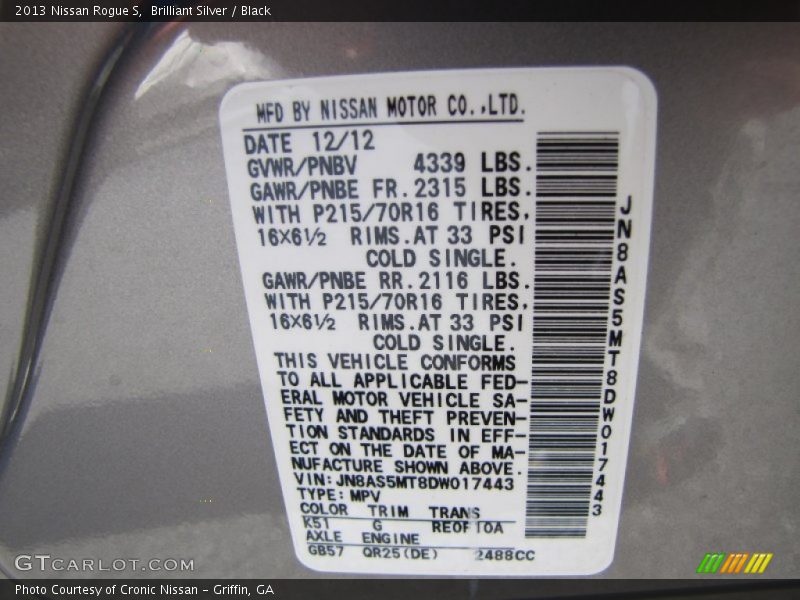 2013 Nissan Rogue S,  Brilliant Silver / Black
MFD BY NISSAN MOTOR CO.,LTD.
DATE 12/12
GVWR/PNBV 4339 LBS.
GAWR/PNBE FR.2315 LBS.
WITH P215/70R16 TIRES,
16X6½ RIMS.AT 33 PSI
COLD SINGLE.
GAWR/PNBE RR.2116 LBS.
WITH P215/70R16 TIRES,
16X6½ RIMS.AT 33 PSI
COLD SINGLE.
THIS VEHICLE CONFORMS
TO ALL APPLICABLE FED-
ERAL MOTOR VEHICLE SA-
FETY AND THEFT PREVEN-
TION STANDARDS IN EFF-
ECT ON THE DATE OF MA-
NUFACTURE SHOWN ABOVE.
VIN:JN8AS5MT8DW017443
TYPE:MPV
COLOR TRIM TRANS
K51 G RE0F10A
AXLE ENGINE
GB57 QR25(DE) 2488CC
JN8AS5MT8DW017443
GTCARLOT.COM
Photo Courtesy of Cronic Nissan - Griffin, GA